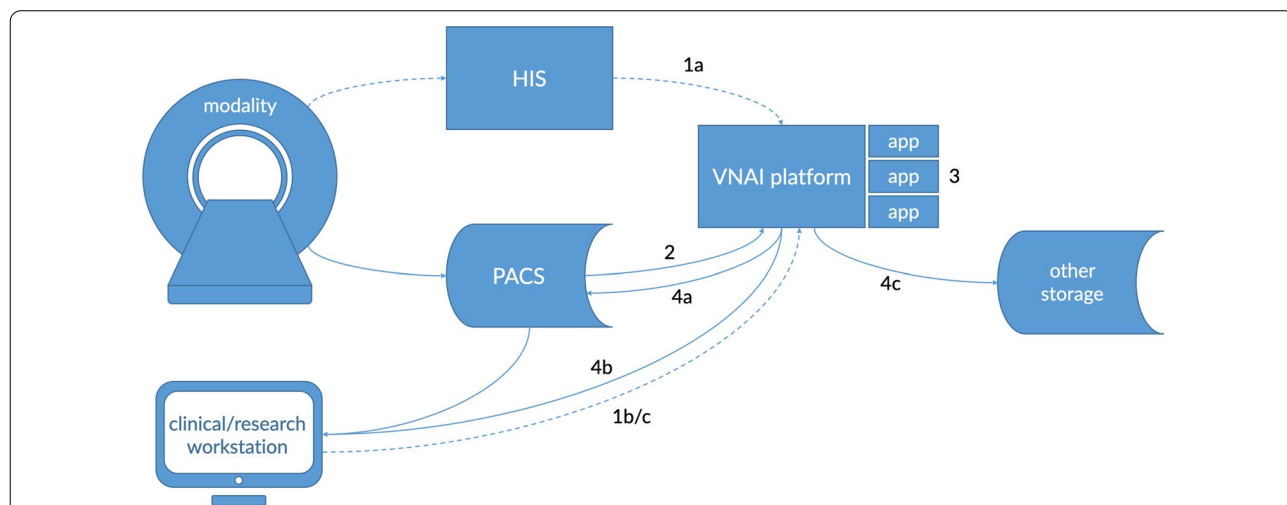 HIS
1a
modality
app
VNAI platform
app
3
app
PACS
2
4a
4c
other
storage
4b
1b/c
clinical/research
workstation